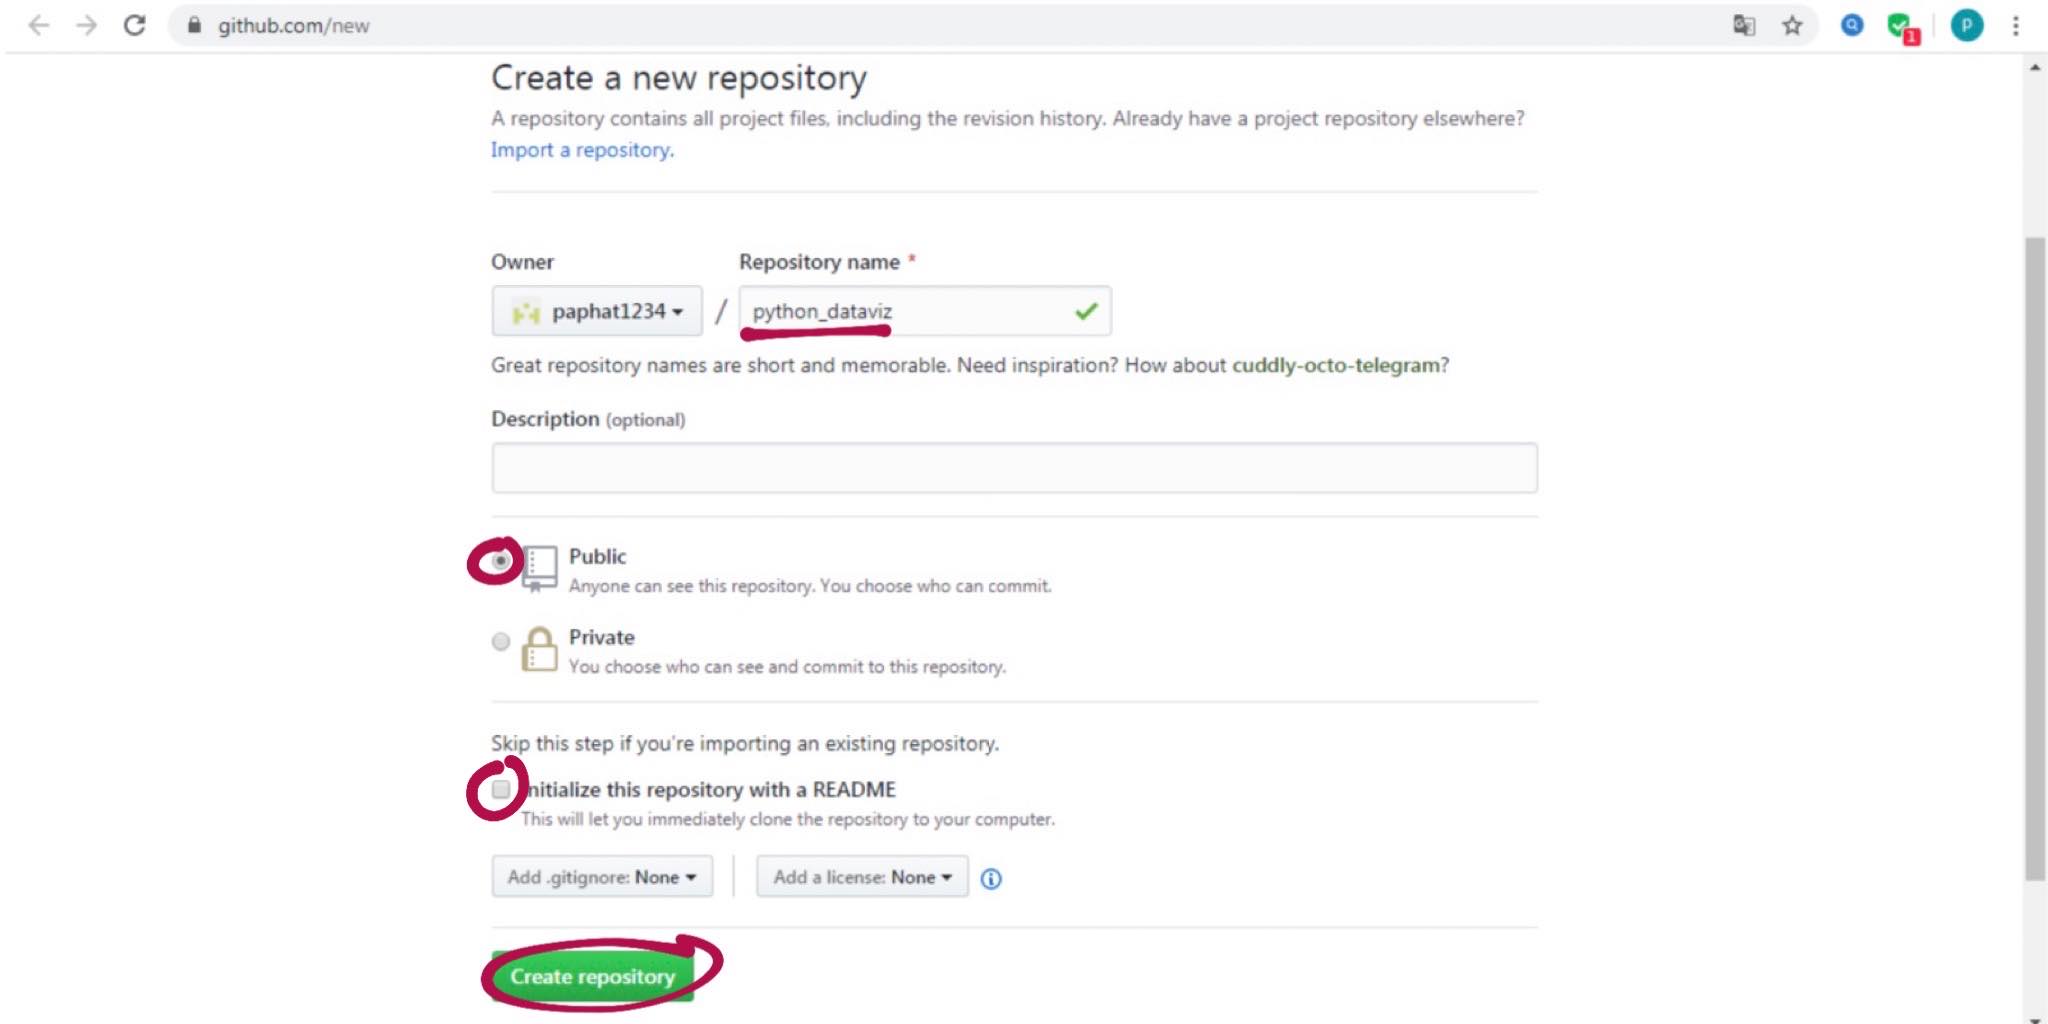 github.com/new
1
P
Create a new repository
A repository contains all project files, including the revision history. Already have a project repository elsewhere?
Import a repository.
Owner
Repository name *
paphat1234
/
python_dataviz
Great repository names are short and memorable. Need inspiration? How about cuddly-octo-telegram?
Description (optional)
Public
Anyone can see this repository. You choose who can commit.
Private
You choose who can see and commit to this repository.
Skip this step if you're importing an existing repository.
nitialize this repository with a README
This will let you immediately clone the repository to your computer.
Add .gitignore: None
Add a license: None
Create repository